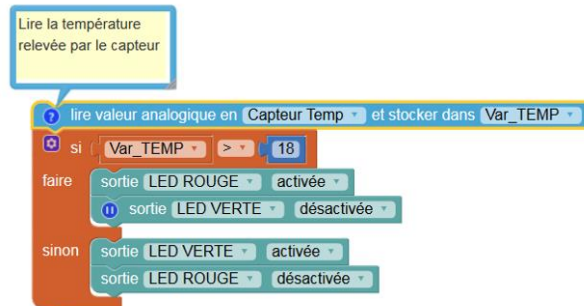 Lire la température
relevée par le capteur
lire valeur analogique en Capteur Temp et stocker dans Var_TEMP
si Var_TEMP > 18
faire sortie LED ROUGE activée
sortie LED VERTE désactivée
sinon sortie LED VERTE activée
sortie LED ROUGE désactivée